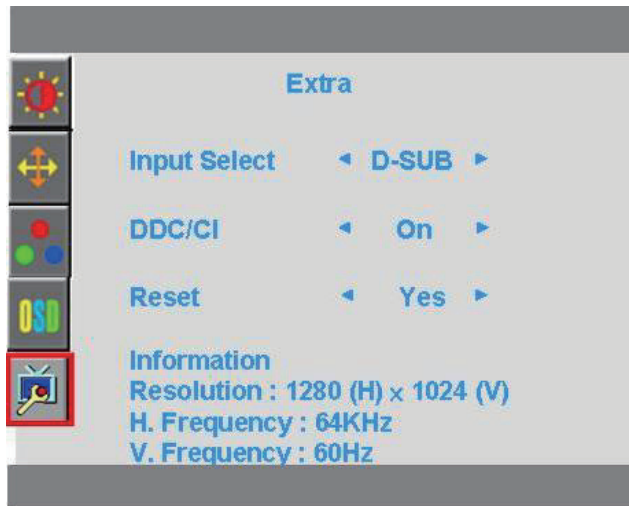 Extra
Input Select ◄ D-SUB ►
DDC/CI ◄ On ►
Reset ◄ Yes ►
OSD
Information
Resolution : 1280 (H) × 1024 (V)
H. Frequency : 64KHz
V. Frequency : 60Hz